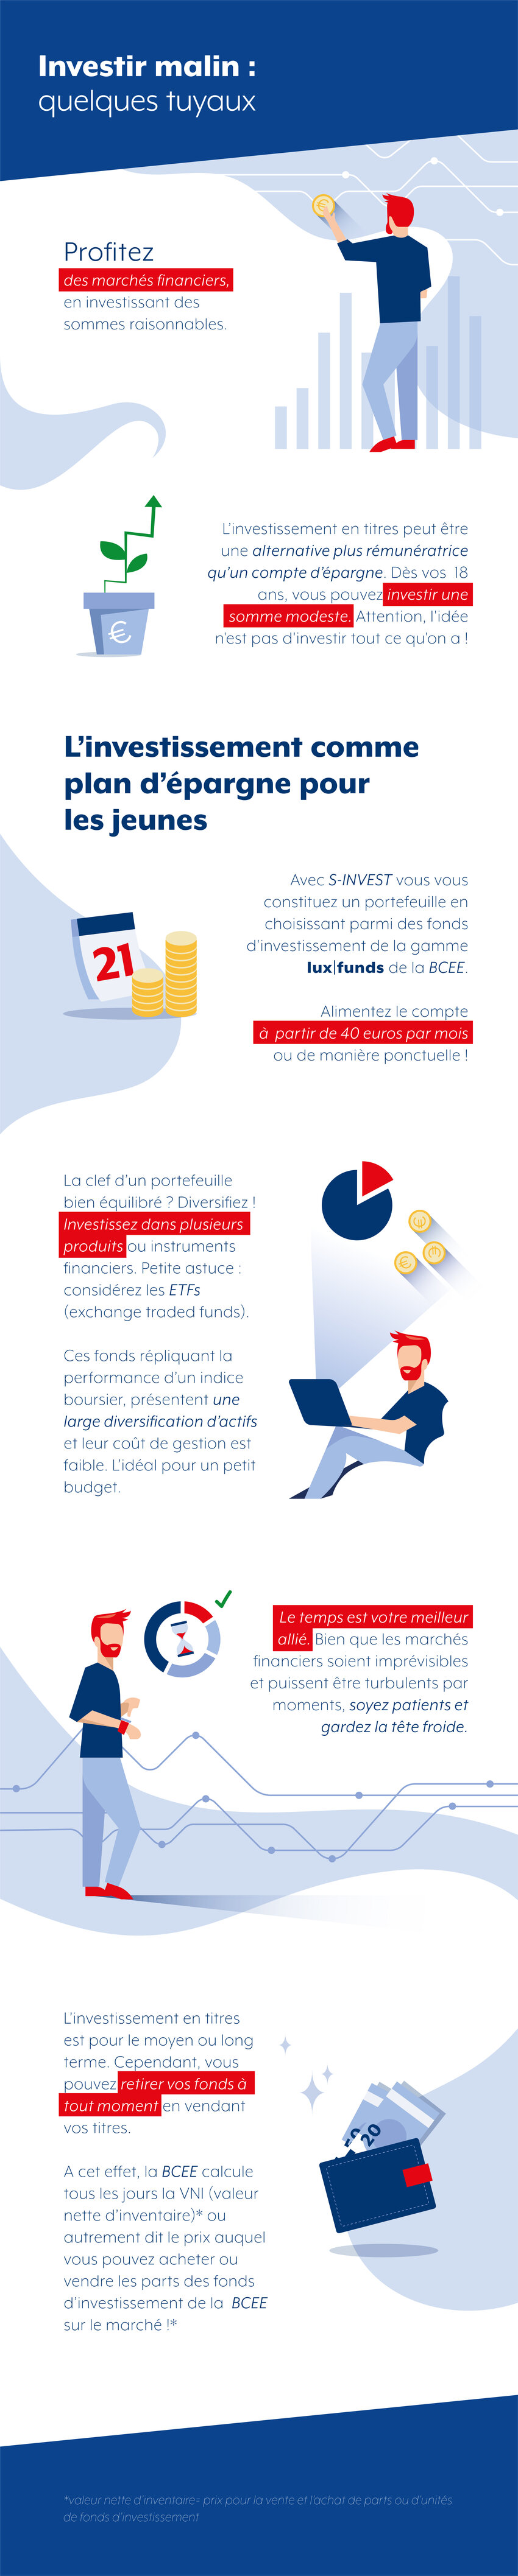 Investir malin :
quelques tuyaux
Profitez
des marchés financiers,
en investissant des
sommes raisonnables.
L'investissement en titres peut être
une alternative plus rémunératrice
qu'un compte d'épargne. Dès vos 18
ans, vous pouvez investir une
somme modeste. Attention, l'idée
n'est pas d'investir tout ce qu'on a !
€
L'investissement comme
plan d'épargne pour
les jeunes
21
Avec S-INVEST vous vous
constituez un portefeuille en
choisissant parmi des fonds
d'investissement de la gamme
lux|funds de la BCEE.
Alimentez le compte
à partir de 40 euros par mois
ou de manière ponctuelle !
La clef d'un portefeuille
bien équilibré ? Diversifiez !
Investissez dans plusieurs
produits ou instruments
financiers. Petite astuce :
considérez les ETFs
(exchange traded funds).
Ces fonds répliquant la
performance d'un indice
boursier, présentent une
large diversification d'actifs
et leur coût de gestion est
faible. L'idéal pour un petit
budget.
Le temps est votre meilleur
allié. Bien que les marchés
financiers soient imprévisibles
et puissent être turbulents par
moments, soyez patients et
gardez la tête froide.
L'investissement en titres
est pour le moyen ou long
terme. Cependant, vous
pouvez retirer vos fonds à
tout moment en vendant
vos titres.
20
A cet effet, la BCEE calcule
tous les jours la VNI (valeur
nette d'inventaire)* ou
autrement dit le prix auquel
vous pouvez acheter ou
vendre les parts des fonds
d'investissement de la BCEE
sur le marché !*
*valeur nette d'inventaire= prix pour la vente et l'achat de parts ou d'unités
de fonds d'investissement